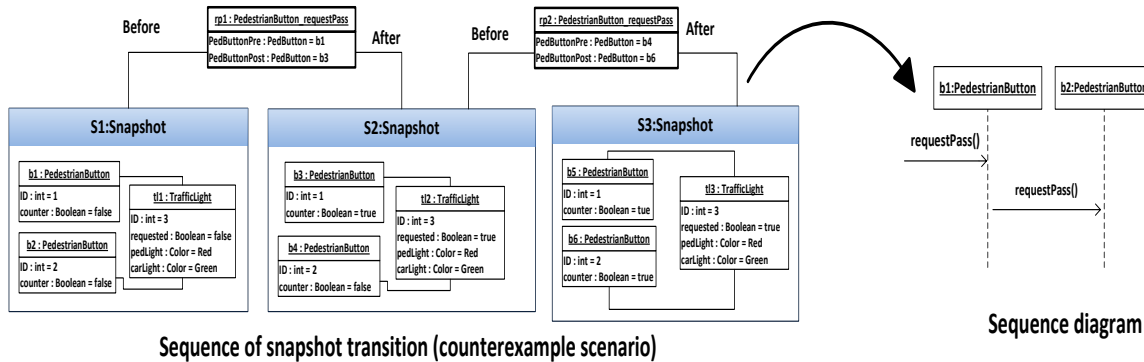 rp1 : PedestrianButton_requestPass
PedButtonPre : PedButton = b1
PedButtonPost : PedButton = b3
Before
After
rp2 : PedestrianButton_requestPass
PedButtonPre : PedButton = b4
PedButtonPost : PedButton = b6
Before
After
S1:Snapshot
b1 : PedestrianButton
ID : int = 1
counter : Boolean = false
b2 : PedestrianButton
ID : int = 2
counter : Boolean = false
tl1 : TrafficLight
ID : int = 3
requested : Boolean = false
pedLight : Color = Red
carLight : Color = Green
S2:Snapshot
b3 : PedestrianButton
ID : int = 1
counter : Boolean = true
b4 : PedestrianButton
ID : int = 2
counter : Boolean = false
tl2 : TrafficLight
ID : int = 3
requested : Boolean = true
pedLight : Color = Red
carLight : Color = Green
S3:Snapshot
b5 : PedestrianButton
ID : int = 1
counter : Boolean = tue
b6 : PedestrianButton
ID : int = 2
counter : Boolean = true
tl3 : TrafficLight
ID : int = 3
requested : Boolean = true
pedLight : Color = Red
carLight : Color = Green
b1:PedestrianButton
b2:PedestrianButton
requestPass()
requestPass()
Sequence of snapshot transition (counterexample scenario)
Sequence diagram